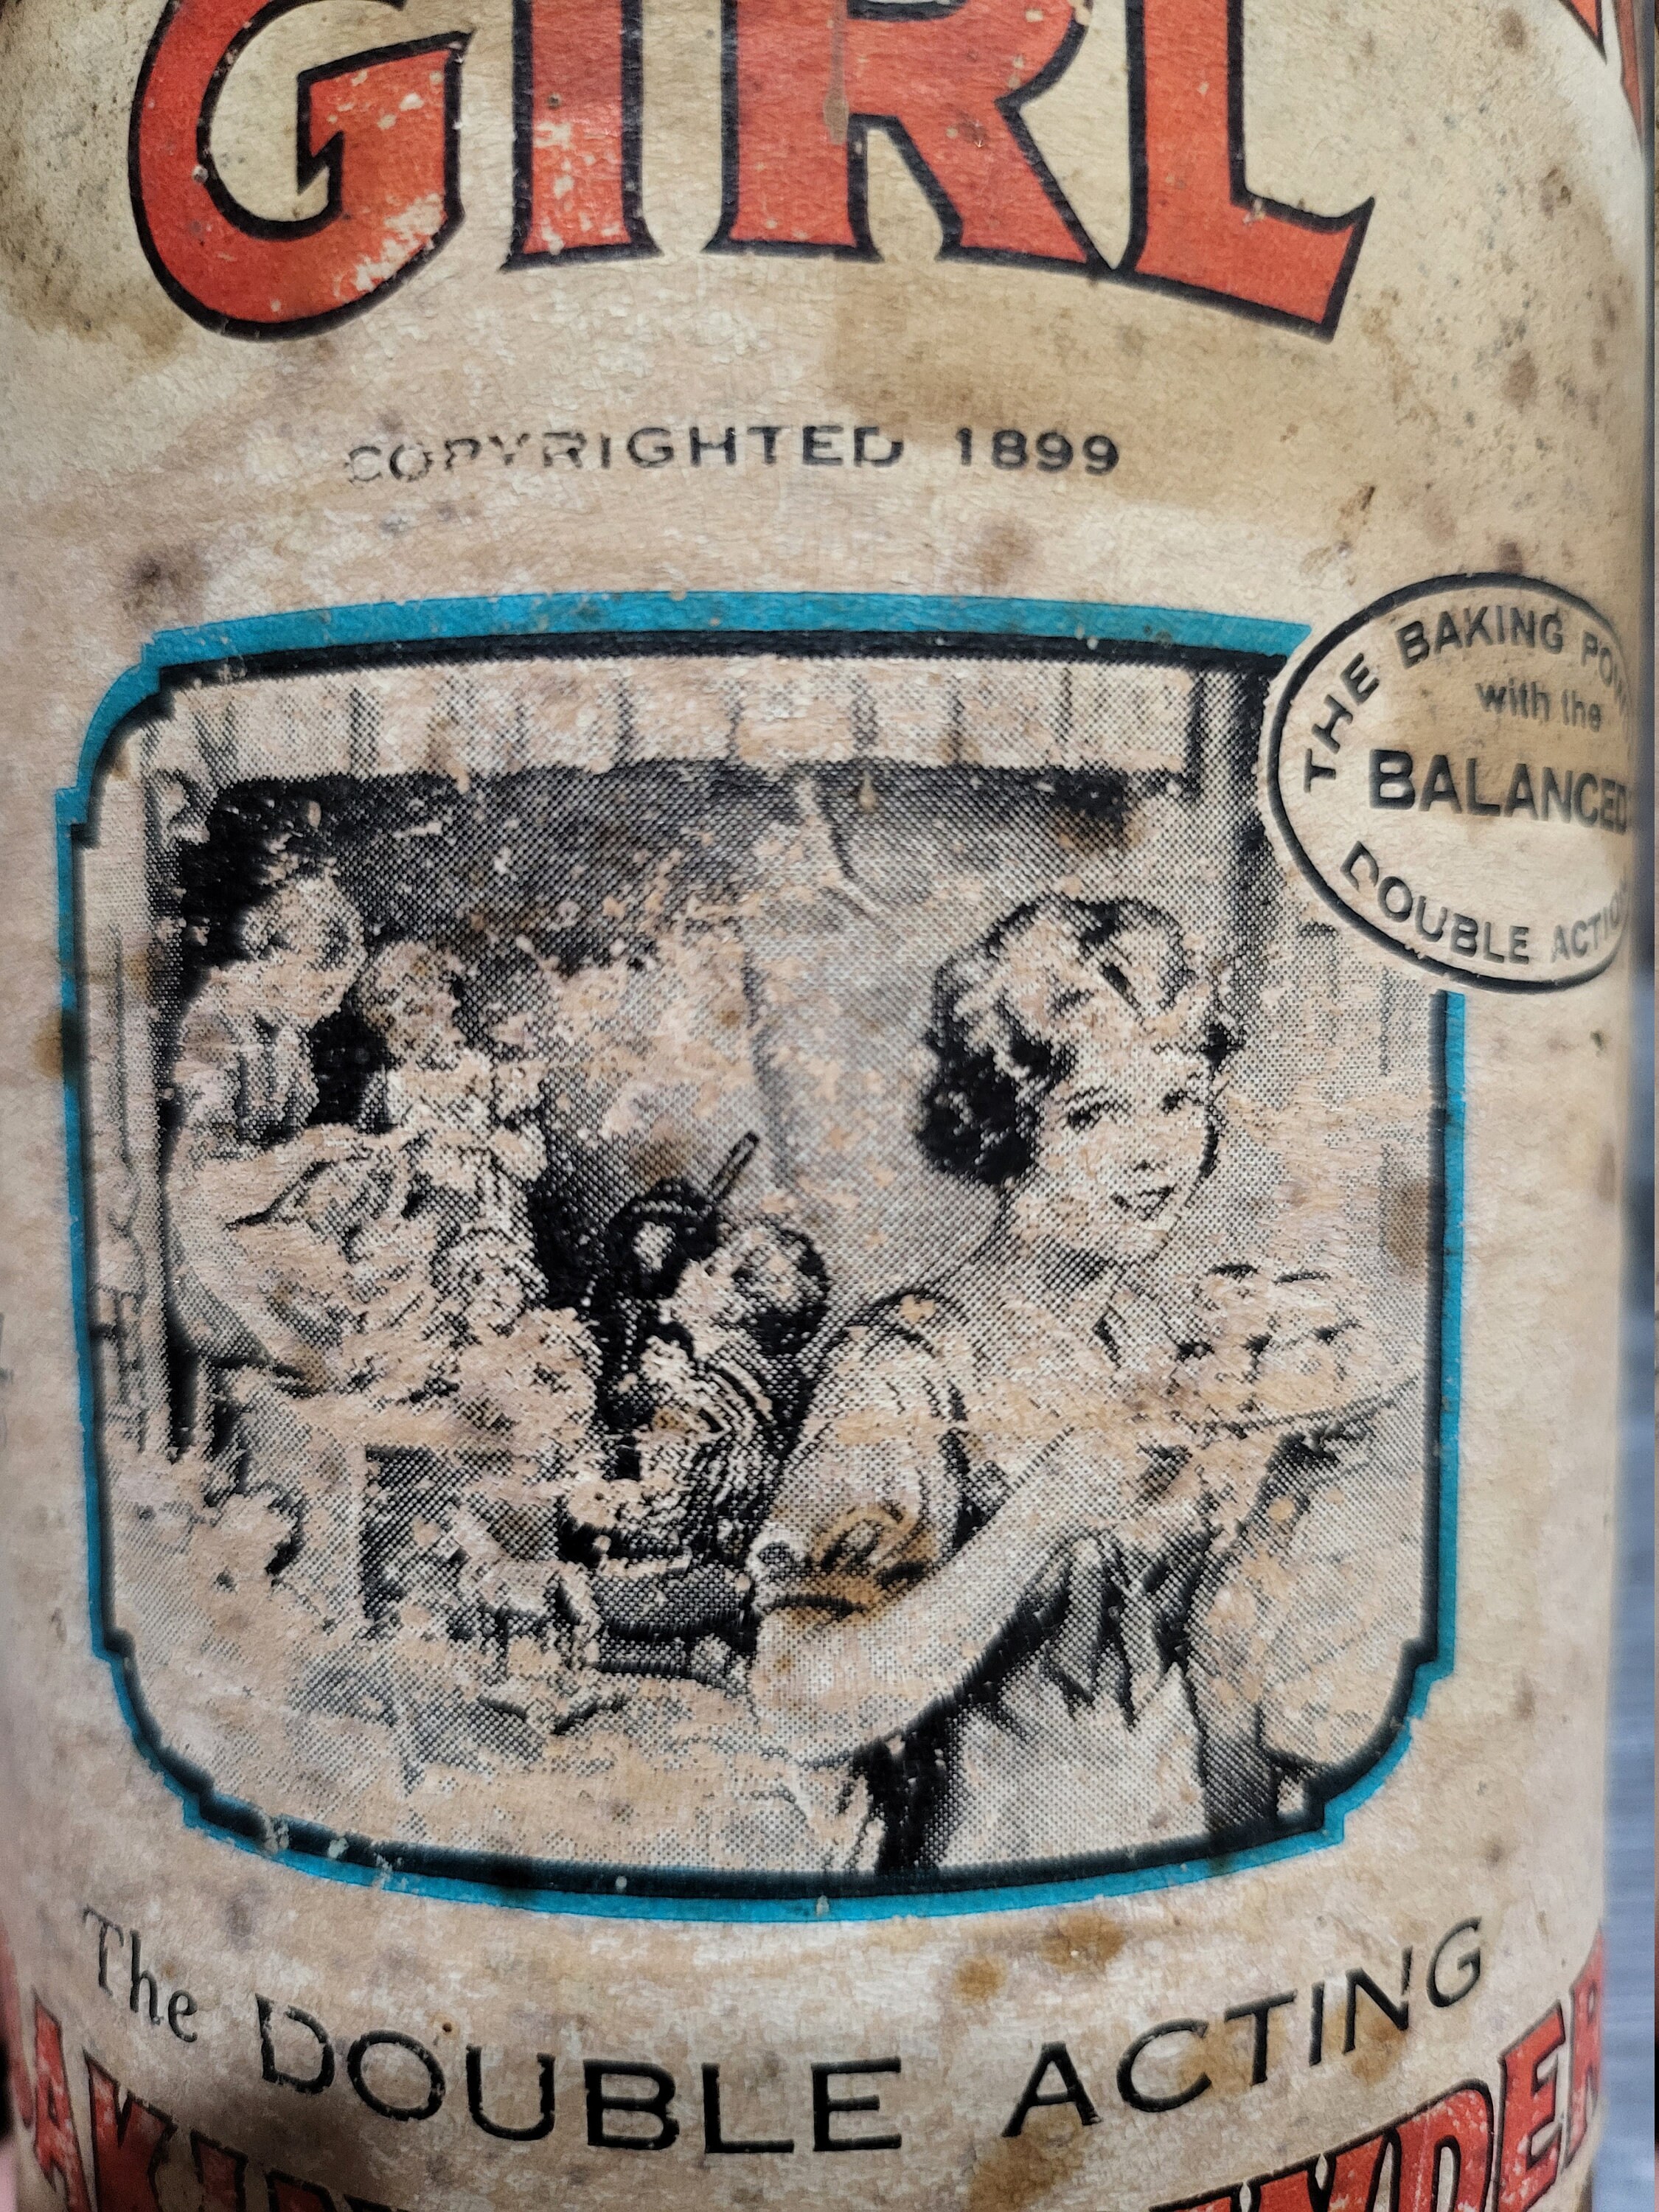 GIRL
COPYRIGHTED 1899
THE BAKING
with the
BALANCED
DOUBLE
The DOUBLE ACTING